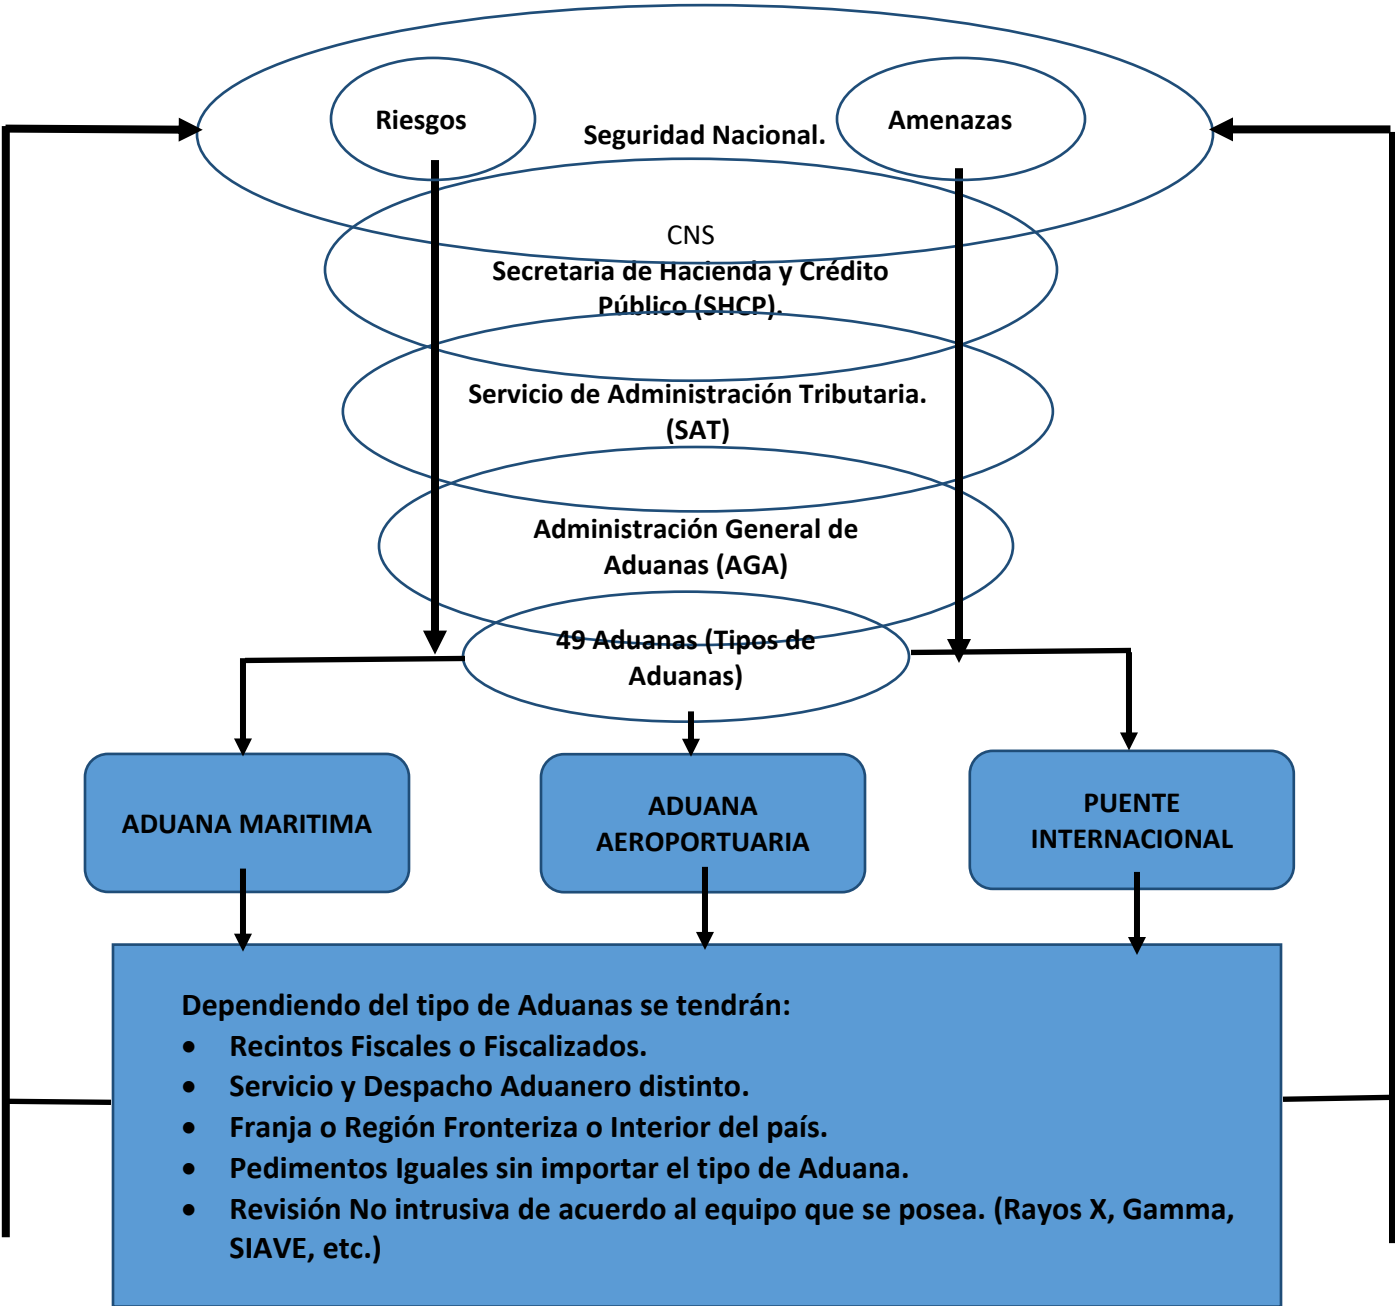 Riesgos
Seguridad Nacional.
Amenazas
CNS
Secretaria de Hacienda y Crédito
Público (SHCP).
Servicio de Administración Tributaria.
(SAT)
Administración General de
Aduanas (AGA)
49 Aduanas (Tipos de
Aduanas)
ADUANA MARITIMA
ADUANA
AEROPORTUARIA
PUENTE
INTERNACIONAL
Dependiendo del tipo de Aduanas se tendrán:
• Recintos Fiscales o Fiscalizados.
• Servicio y Despacho Aduanero distinto.
• Franja o Región Fronteriza o Interior del país.
• Pedimentos Iguales sin importar el tipo de Aduana.
• Revisión No intrusiva de acuerdo al equipo que se posea. (Rayos X, Gamma,
SIAVE, etc.)